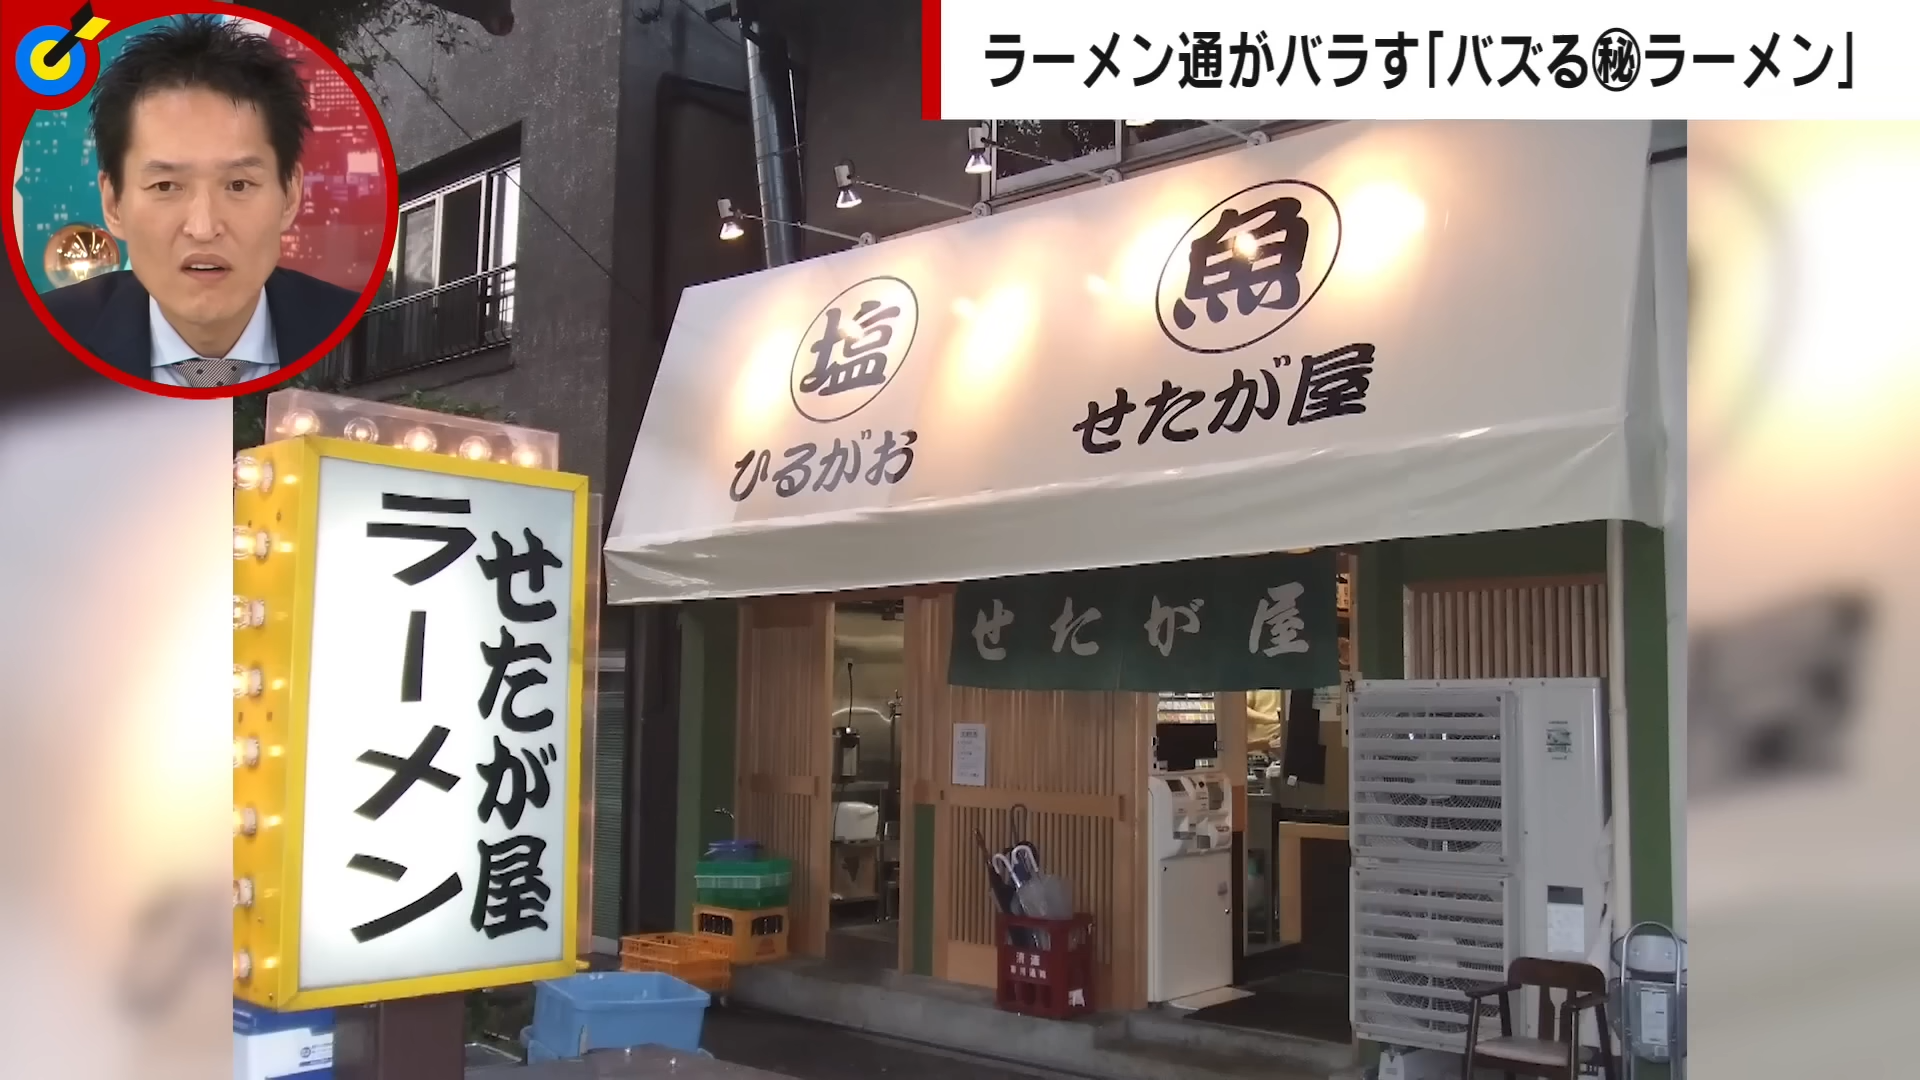 ラーメン通がバラす「バズる㊙ラーメン」
魚
せたが屋
塩
ひるがお
せたが屋
せたが屋
ラーメン